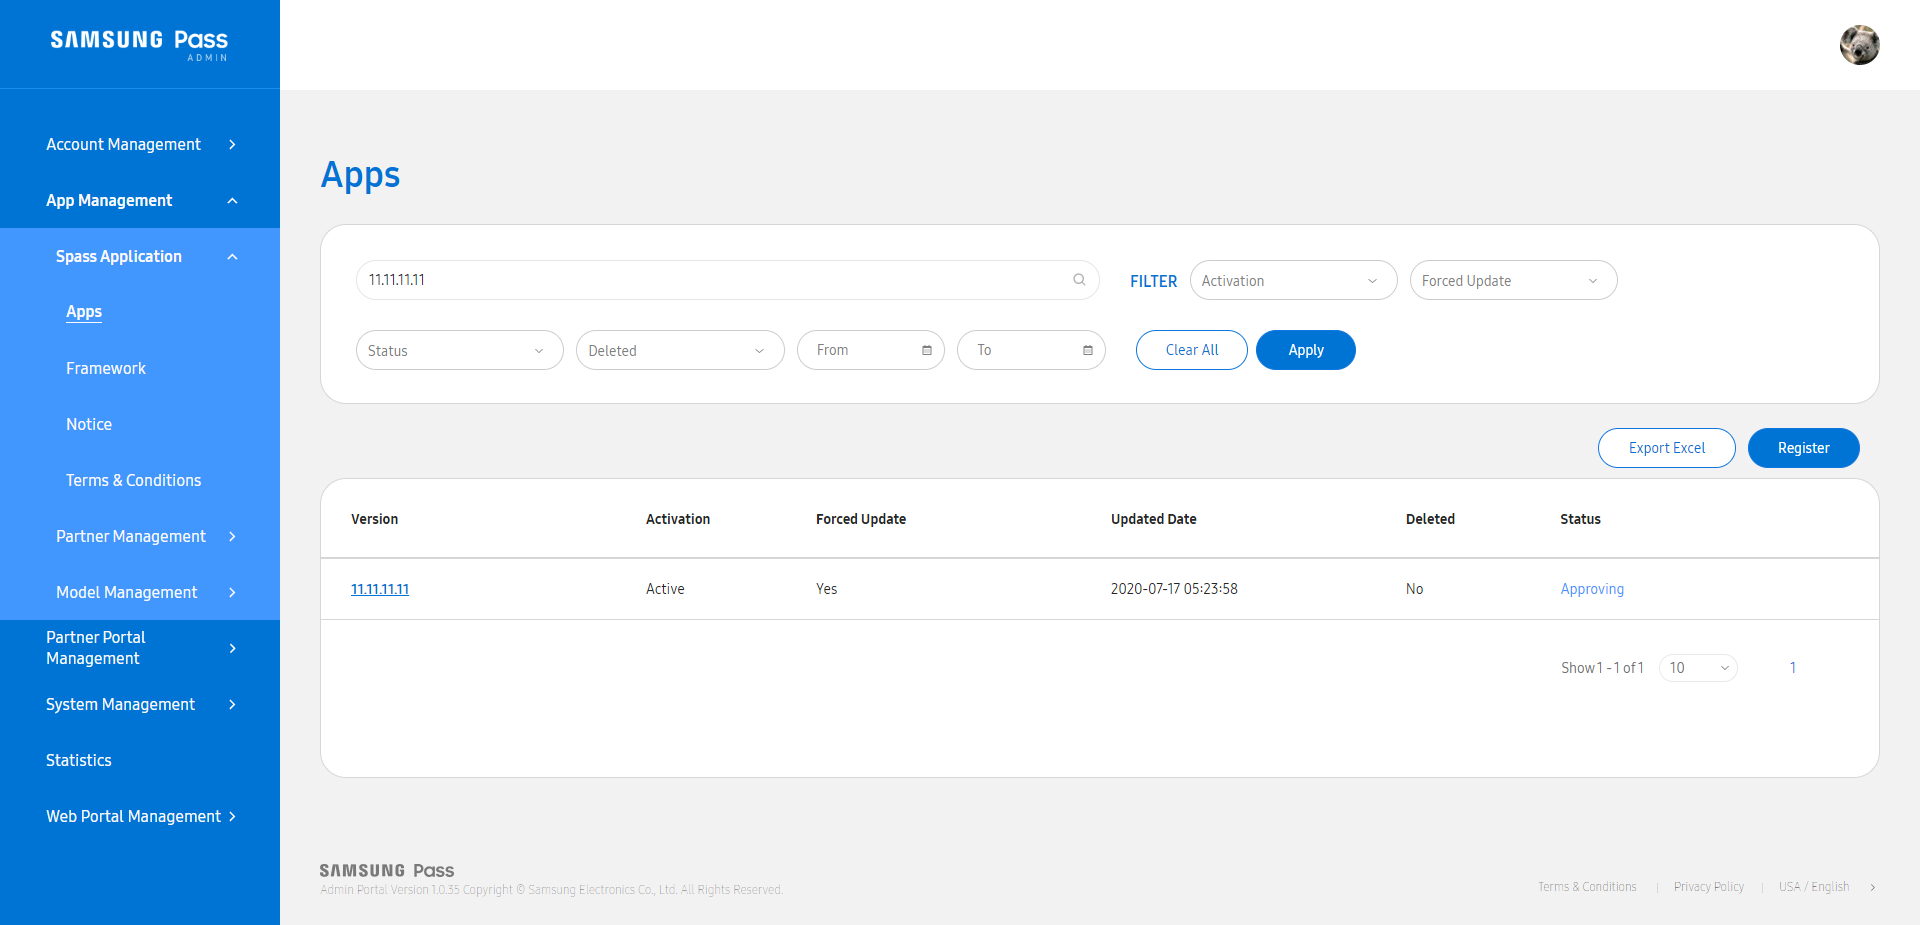 SAMSUNG Pass
ADMIN
Account Management
App Management
Spass Application
Apps
Framework
Notice
Terms & Conditions
Partner Management
Model Management
Partner Portal
Management
System Management
Statistics
Web Portal Management
Apps
11.11.11.11
FILTER
Activation
Forced Update
Status
Deleted
From
To
Clear All
Apply
Export Excel
Register
Version Activation Forced Update Updated Date Deleted Status
11.11.11.11 Active Yes 2020-07-17 05:23:58 No Approving
Show 1 - 1 of 1 10 1
SAMSUNG Pass
Admin Portal Version 1.0.35 Copyright © Samsung Electronics Co., Ltd. All Rights Reserved.
Terms & Conditions | Privacy Policy | USA / English